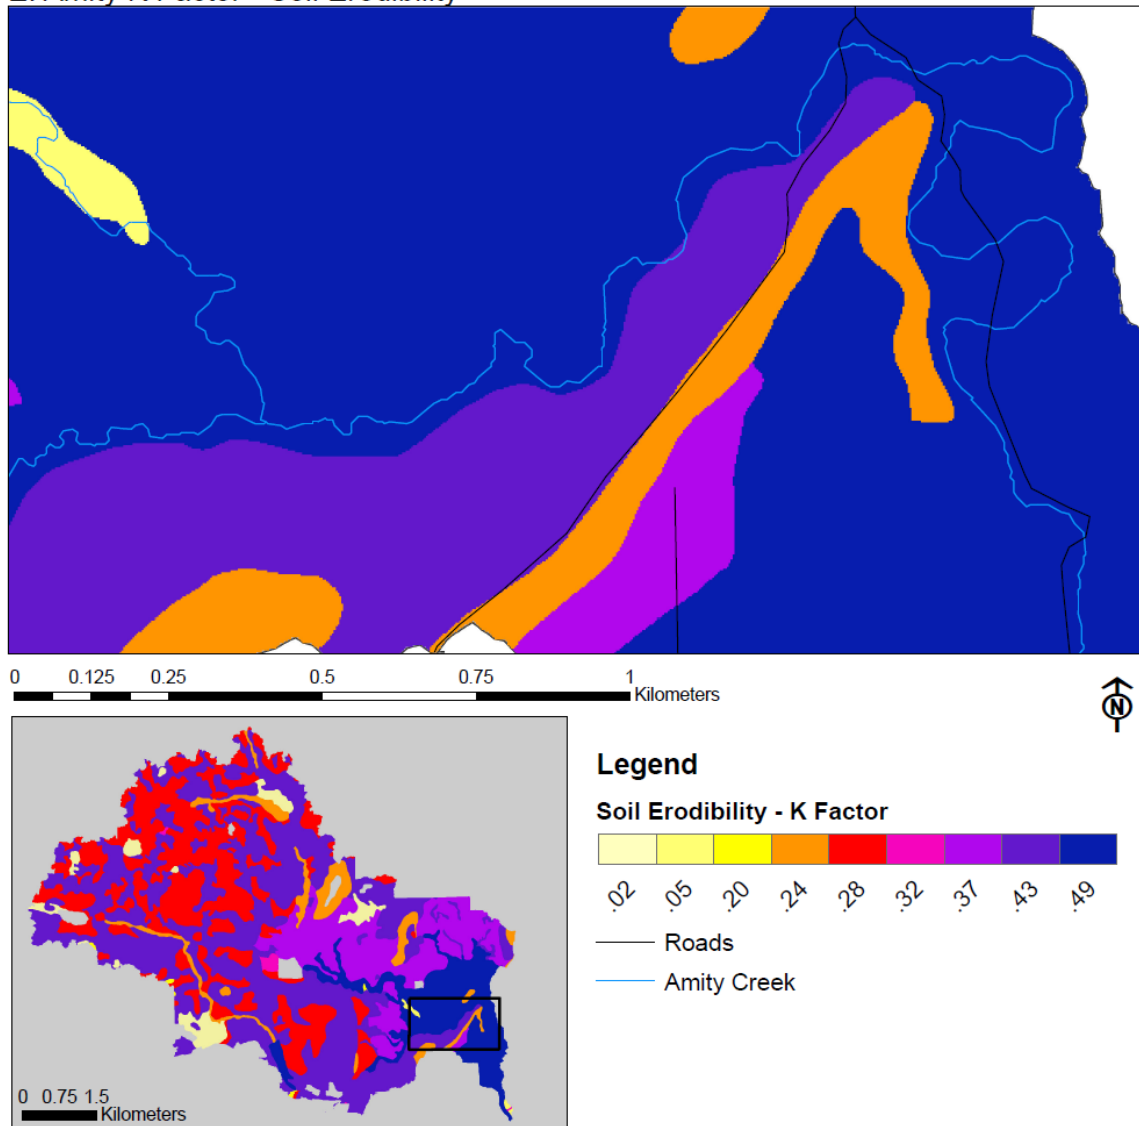 0 0.125 0.25 0.5 0.75 1
Kilometers
N
Legend
Soil Erodibility - K Factor
.02 .05 .20 .24 .28 .32 .37 .43 .49
Roads
Amity Creek
0 0.75 1.5
Kilometers